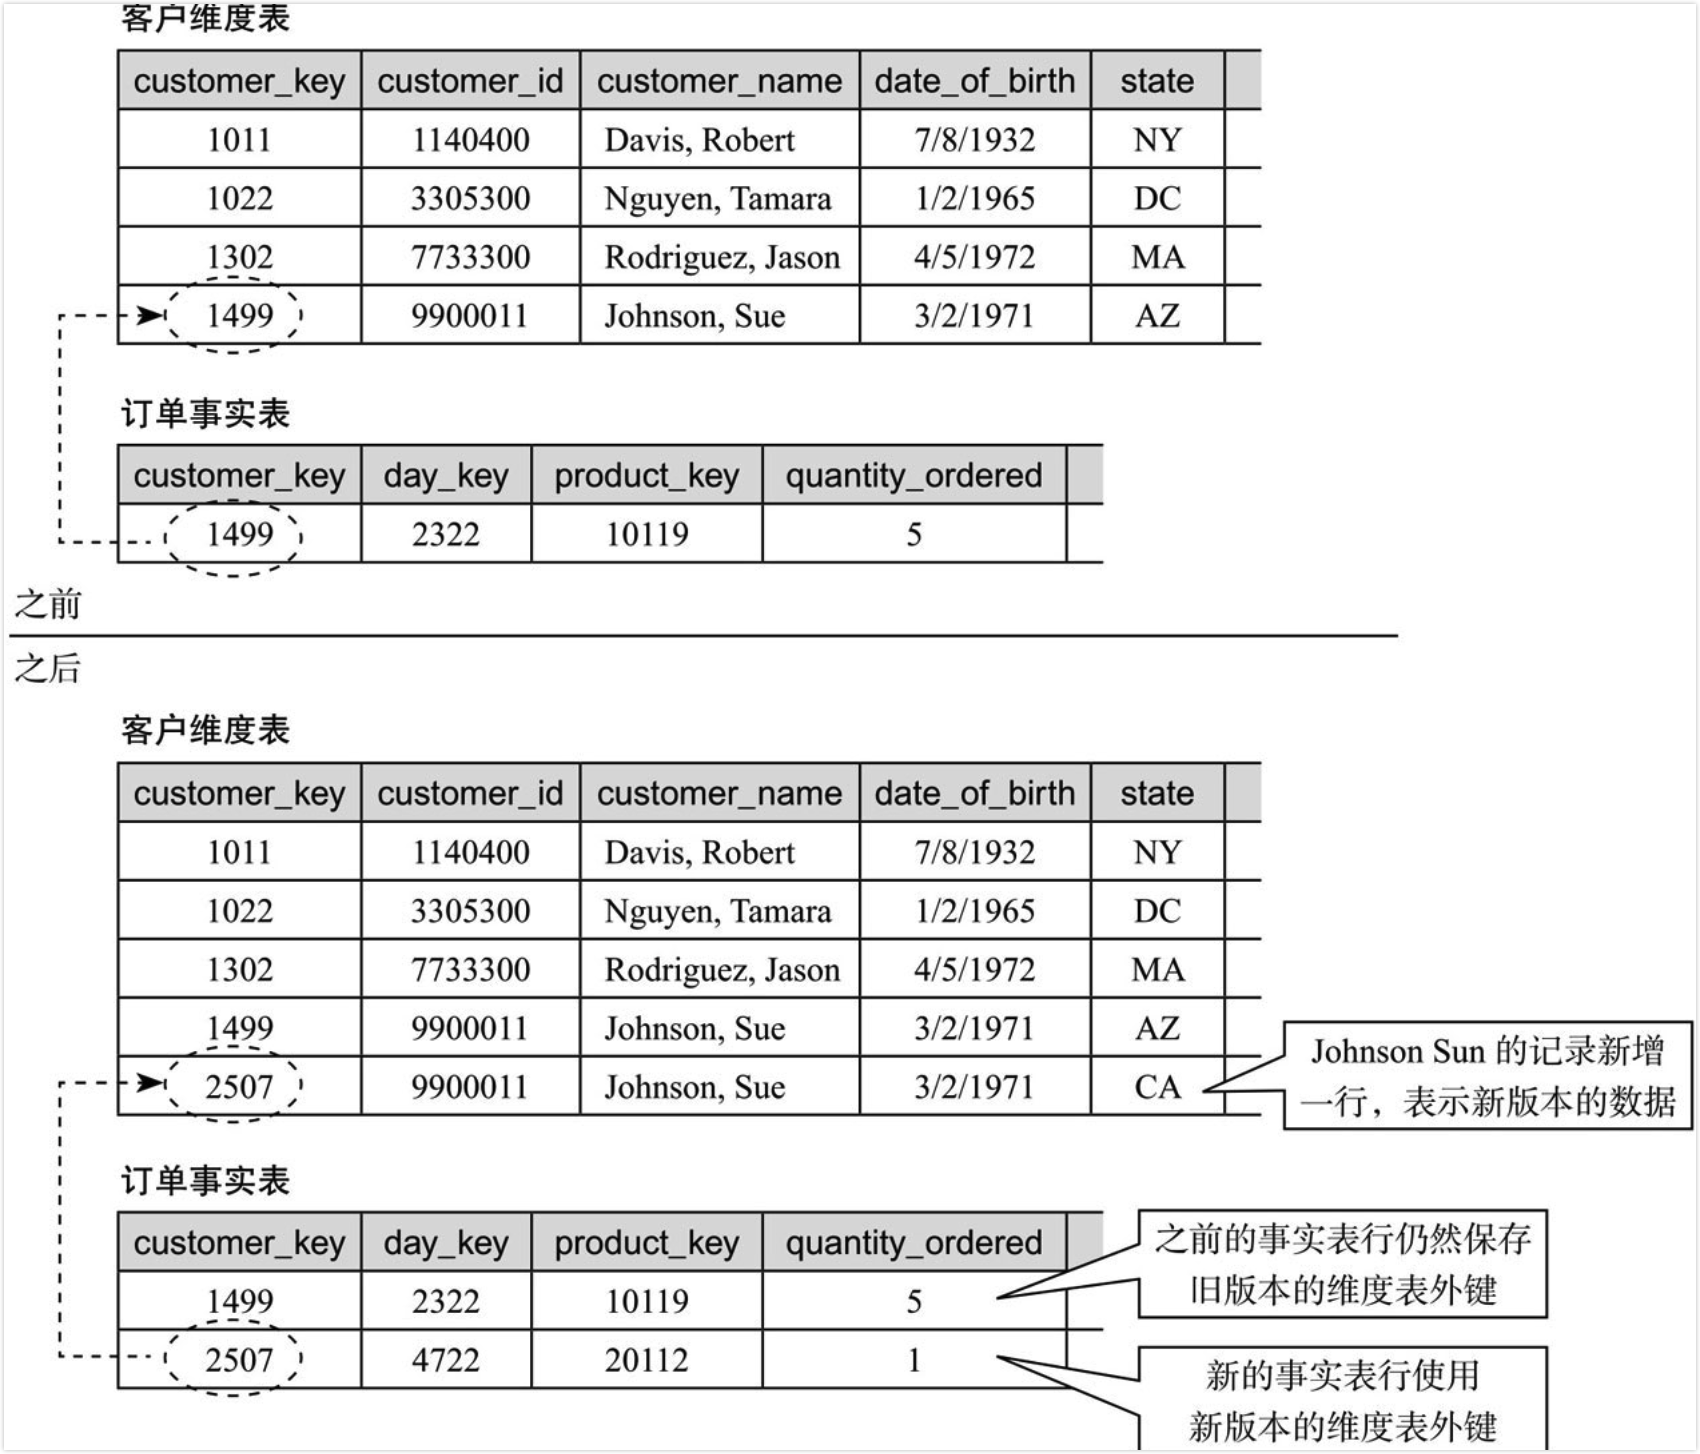 客户维度表
customer_key customer_id customer_name date_of_birth state
1011 1140400 Davis, Robert 7/8/1932 NY
1022 3305300 Nguyen, Tamara 1/2/1965 DC
1302 7733300 Rodriguez, Jason 4/5/1972 MA
1499 9900011 Johnson, Sue 3/2/1971 AZ
订单事实表
customer_key day_key product_key quantity_ordered
1499 2322 10119 5
之前
之后
客户维度表
customer_key customer_id customer_name date_of_birth state
1011 1140400 Davis, Robert 7/8/1932 NY
1022 3305300 Nguyen, Tamara 1/2/1965 DC
1302 7733300 Rodriguez, Jason 4/5/1972 MA
1499 9900011 Johnson, Sue 3/2/1971 AZ
2507 9900011 Johnson, Sue 3/2/1971 CA
Johnson Sun 的记录新增
一行，表示新版本的数据
订单事实表
customer_key day_key product_key quantity_ordered
1499 2322 10119 5
2507 4722 20112 1
之前的事实表行仍然保存
旧版本的维度表外键
新的事实表行使用
新版本的维度表外键